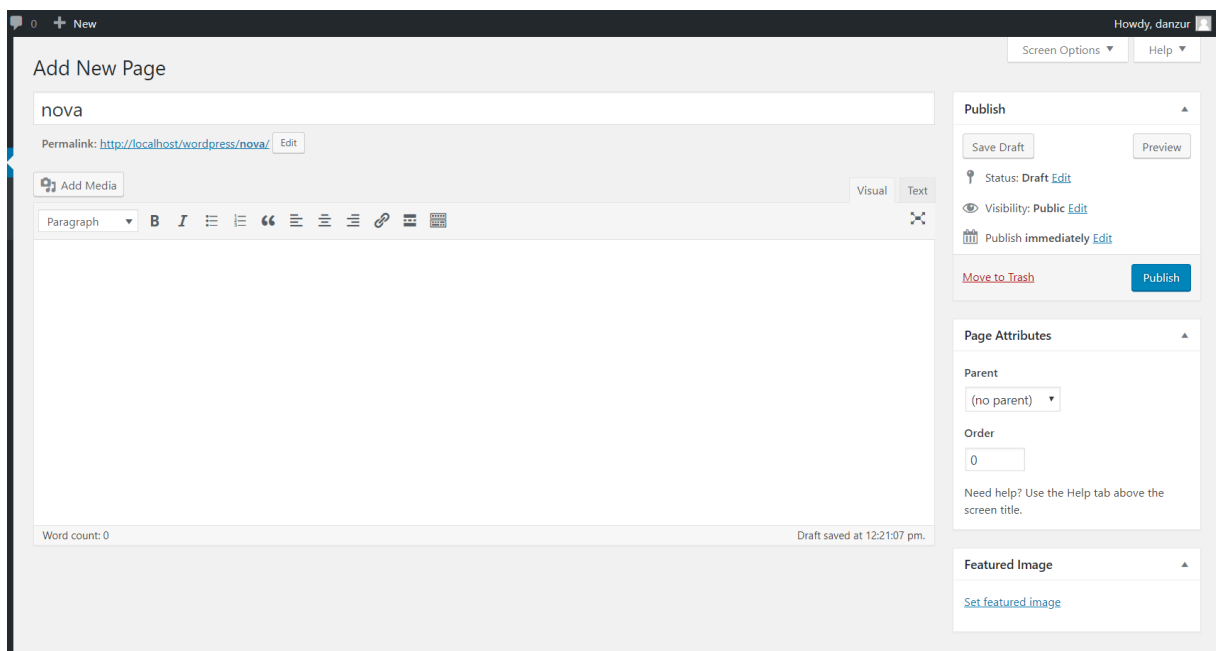 0 New Howdy, danzur
Screen Options Help
Add New Page
nova
Permalink: http://localhost/wordpress/nova/ Edit
Add Media
Visual Text
Paragraph B I
Word count: 0 Draft saved at 12:21:07 pm.
Publish
Save Draft Preview
Status: Draft Edit
Visibility: Public Edit
Publish immediately Edit
Move to Trash Publish
Page Attributes
Parent
(no parent)
Order
0
Need help? Use the Help tab above the
screen title.
Featured Image
Set featured image